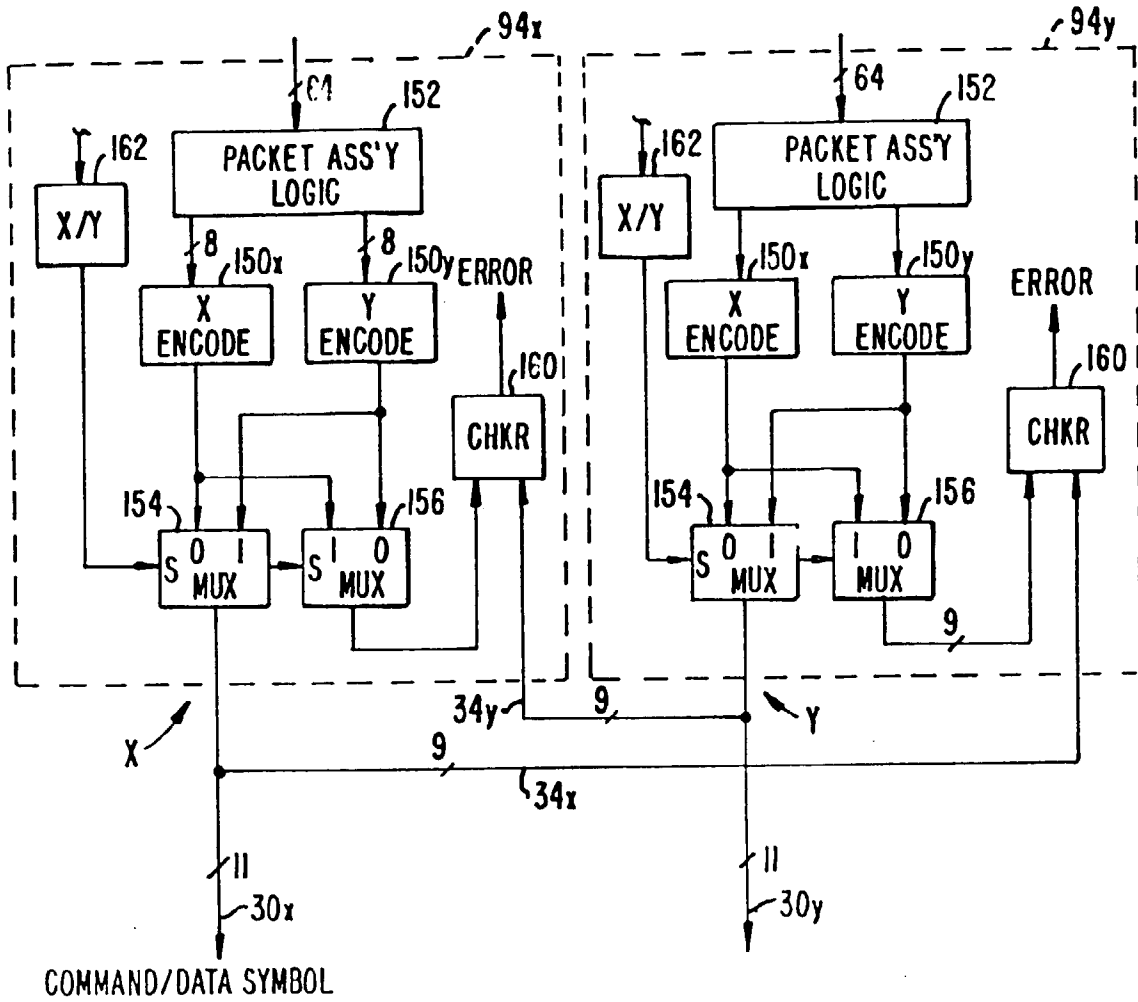 94x
94y
64
64
152
152
162
162
PACKET ASS'Y
LOGIC
PACKET ASS'Y
LOGIC
X/Y
X/Y
8
8
150x
150y
ERROR
150x
150y
ERROR
X
ENCODE
Y
ENCODE
X
ENCODE
Y
ENCODE
160
160
CHKR
CHKR
154
156
154
156
S 0 1
MUX
S 1 0
MUX
S 0 1
MUX
1 0
MUX
9
34y
9
X
Y
9
34x
11
11
30x
30y
COMMAND/DATA SYMBOL